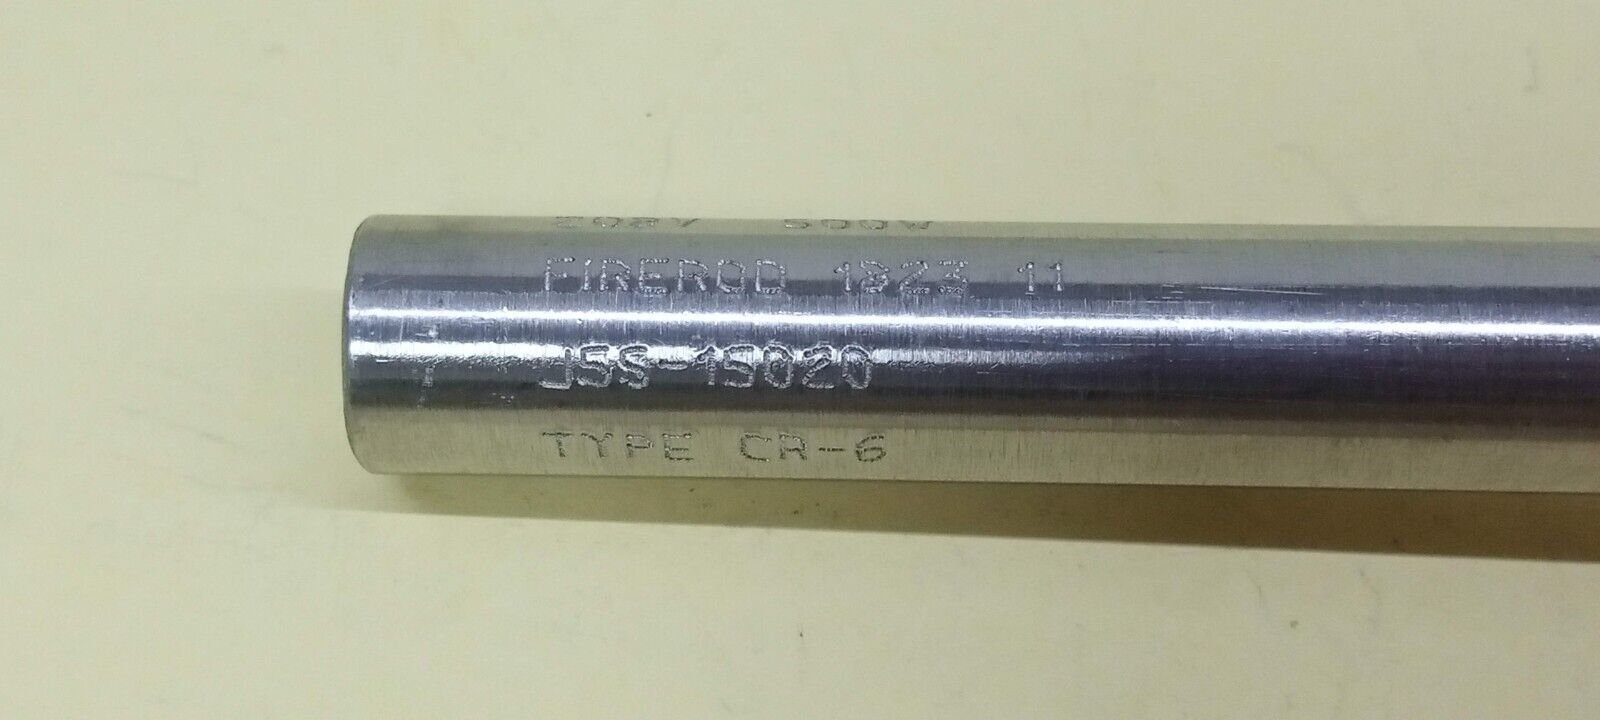 FIREROD 1823 11
J5S-15020
TYPE CR-6